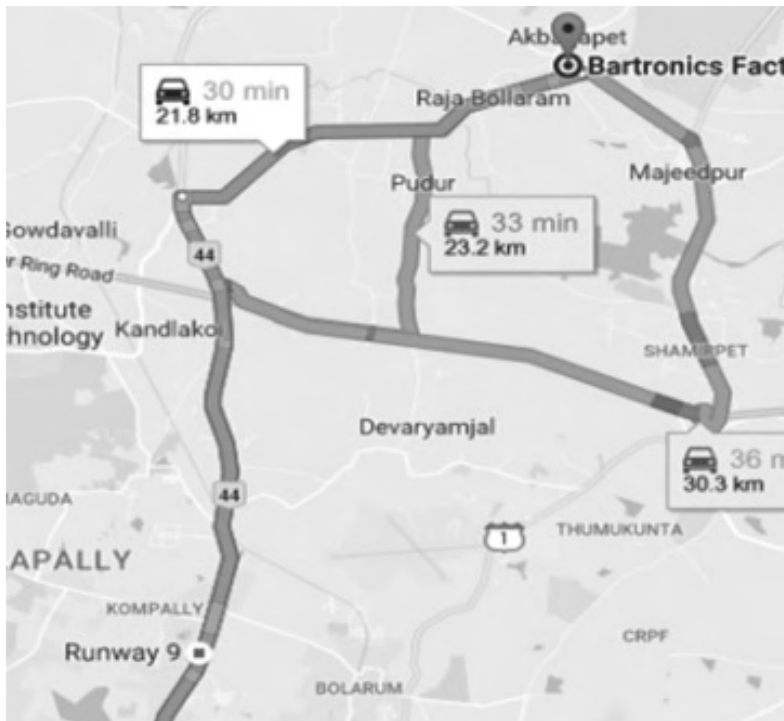 Bartronics Fact
30 min
21.8 km
Raja Bollaram
Majeedpur
Pudur
33 min
23.2 km
Gowdavalli
44
r Ring Road
nstitute
hnology
SHAMIRPET
Devaryamjal
36 m
30.3 km
44
AGUDA
1
THUMUKUNTA
APALLY
KOMPALLY
CRPF
Runway 9
BOLARUM